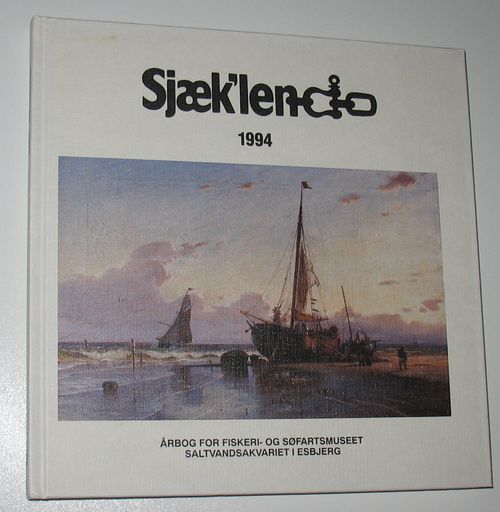 Sjæk'len
1994
ÅRBOG FOR FISKERI- OG SØFARTSMUSEET
SALTVANDSAKVARIET I ESBJERG